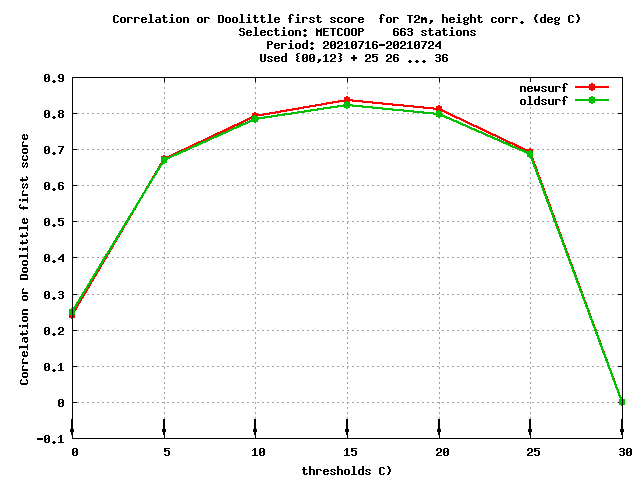 Correlation or Doolittle first score  for T2m, height corr. (deg C)
Selection: METCOOP    663 stations
Period: 20210716-20210724
Used {00,12} + 25 26 ... 36
newsurf
oldsurf
0.9
0.8
0.7
0.6
0.5
0.4
0.3
0.2
0.1
0
-0.1
Correlation or Doolittle first score
0 5 10 15 20 25 30
thresholds C)